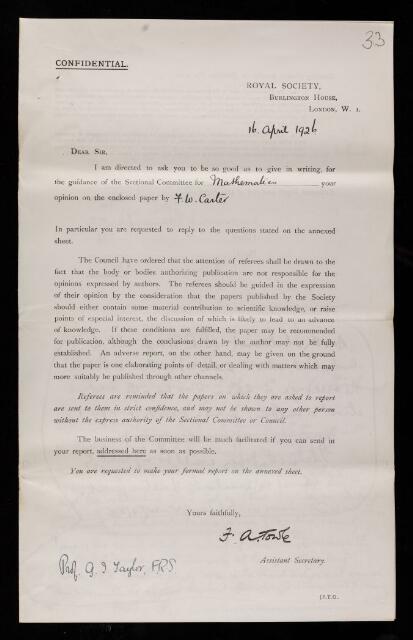 33
CONFIDENTIAL.
ROYAL SOCIETY,
BURLINGTON HOUSE,
LONDON, W. 1.
16 April 1926
DEAR SIR,
I am directed to ask you to be so good as to give in writing, for
the guidance of the Sectional Committee for Mathematics your
opinion on the enclosed paper by F. W. Carter
In particular you are requested to reply to the questions stated on the annexed
sheet.
The Council have ordered that the attention of referees shall be drawn to the
fact that the body or bodies authorizing publication are not responsible for the
opinions expressed by authors. The referees should be guided in the expression
of their opinion by the consideration that the papers published by the Society
should either contain some material contribution to scientific knowledge, or raise
points of especial interest, the discussion of which is likely to lead to an advance
of knowledge. If these conditions are fulfilled, the paper may be recommended
for publication, although the conclusions drawn by the author may not be fully
established. An adverse report, on the other hand, may be given on the ground
that the paper is one elaborating points of detail, or dealing with matters which may
more suitably be published through other channels.
Referees are reminded that the papers on which they are asked to report
are sent to them in strict confidence, and may not be shown to any other person
without the express authority of the Sectional Committee or Council.
The business of the Committee will be much facilitated if you can send in
your report, addressed here as soon as possible.
You are requested to make your formal report on the annexed sheet.
Yours faithfully,
F. A. Towle
Assistant Secretary.
Prof. G. I. Taylor, FRS
[P.T.O.